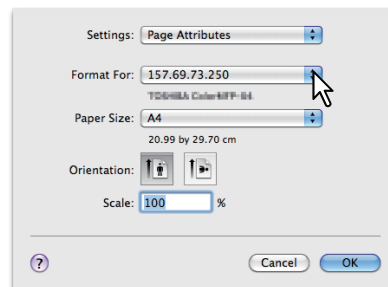 Settings: Page Attributes
Format For: 157.69.73.250
Paper Size: A4
20.99 by 29.70 cm
Orientation:
Scale: 100 %
? Cancel OK